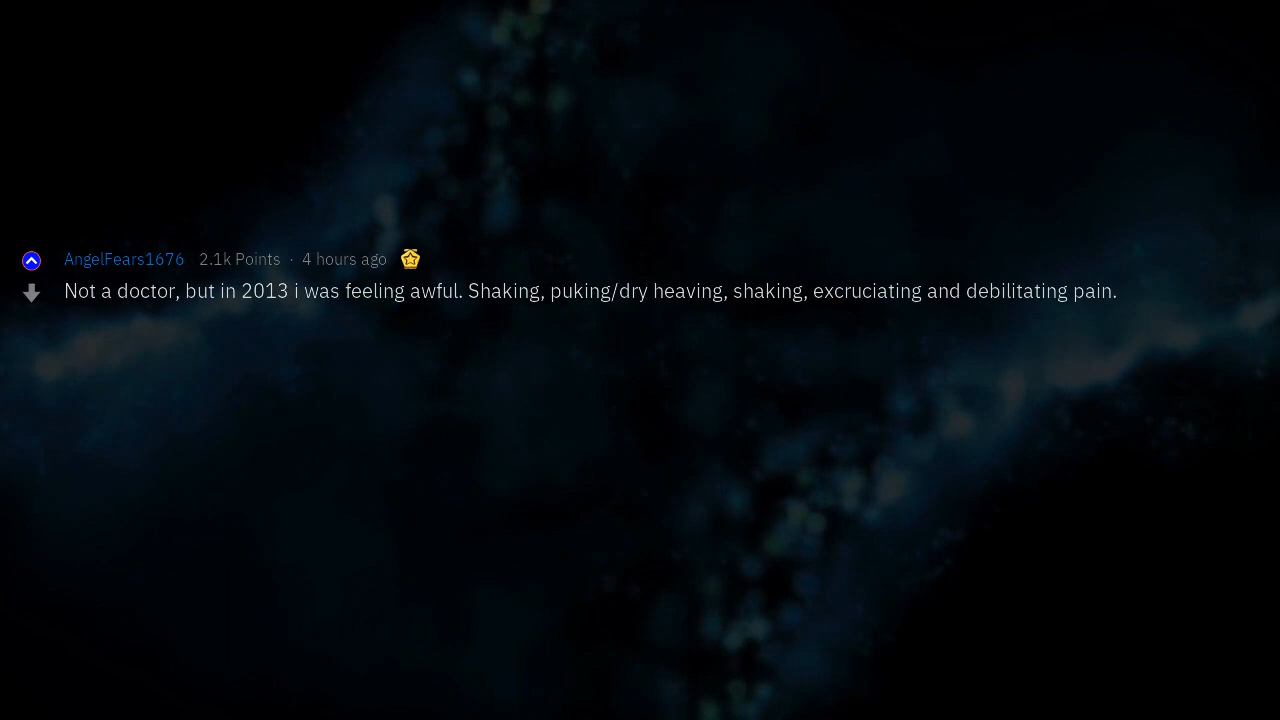 AngelFears1676 2.1k Points · 4 hours ago
Not a doctor, but in 2013 i was feeling awful. Shaking, puking/dry heaving, shaking, excruciating and debilitating pain.